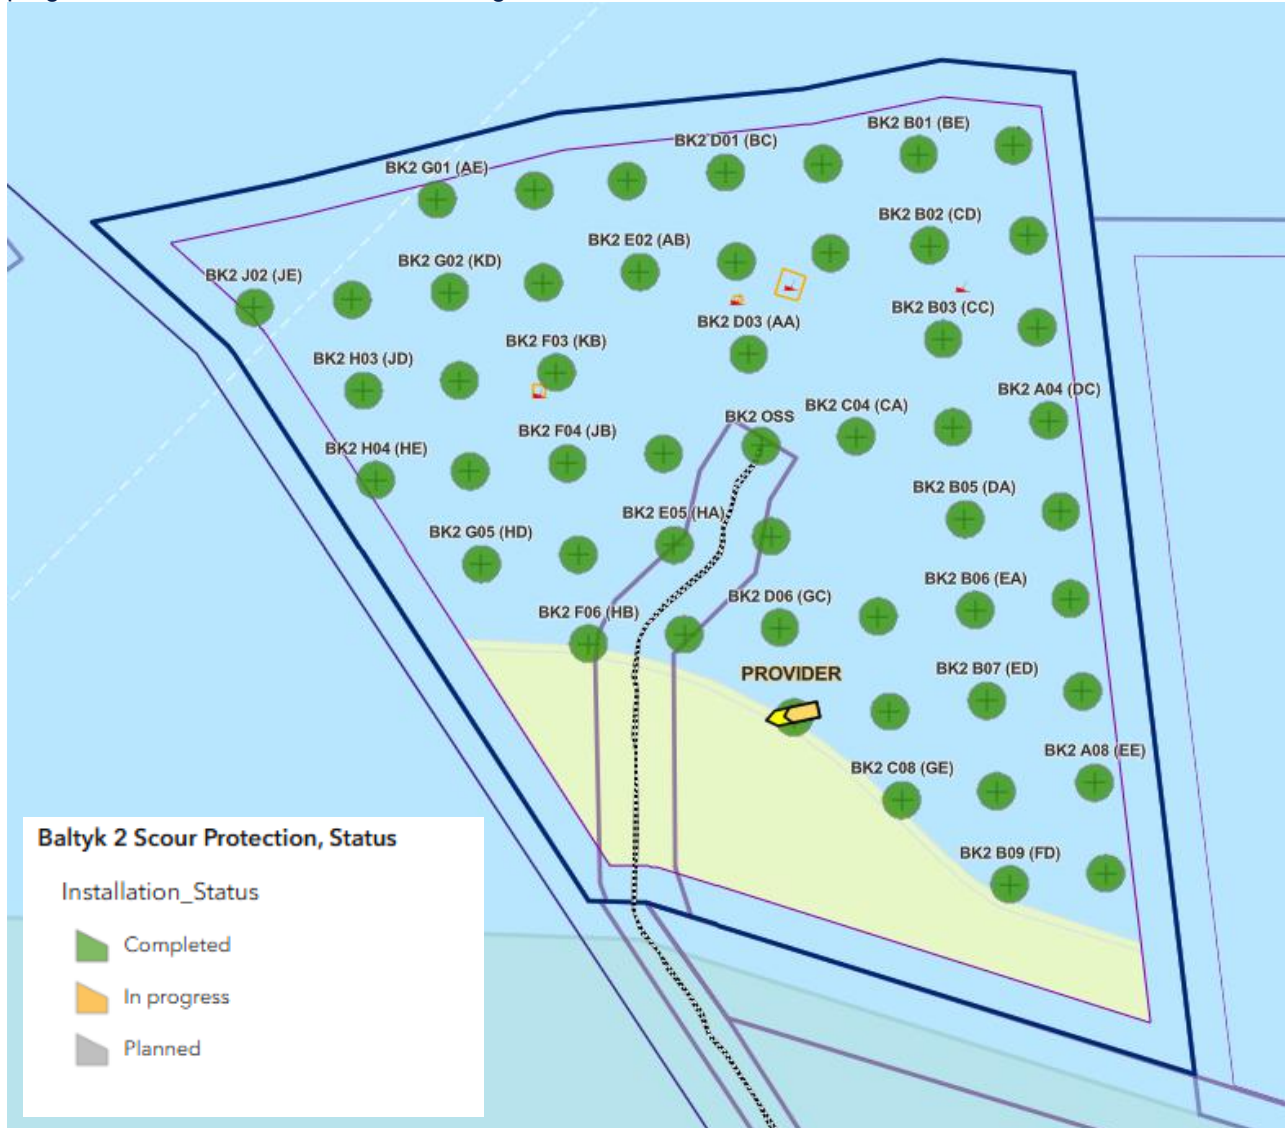 BK2 B01 (BE)
BK2 D01 (BC)
BK2 G01 (AE)
BK2 B02 (CD)
BK2 E02 (AB)
BK2 G02 (KD)
BK2 J02 (JE)
BK2 B03 (CC)
BK2 D03 (AA)
BK2 F03 (KB)
BK2 H03 (JD)
BK2 A04 (DC)
BK2 C04 (CA)
BK2 OSS
BK2 F04 (JB)
BK2 H04 (HE)
BK2 B05 (DA)
BK2 E05 (HA)
BK2 G05 (HD)
BK2 B06 (EA)
BK2 D06 (GC)
BK2 F06 (HB)
BK2 B07 (ED)
PROVIDER
BK2 A08 (EE)
BK2 C08 (GE)
BK2 B09 (FD)
Baltyk 2 Scour Protection, Status
Installation_Status
Completed
In progress
Planned